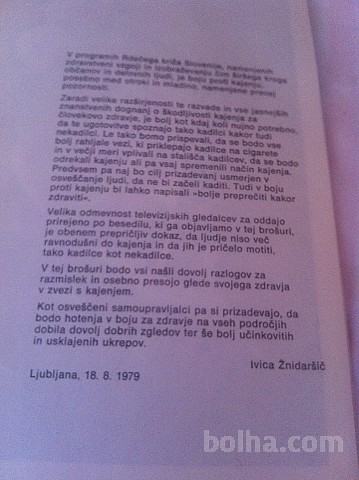 V programih Rdečega križa Slovenije, namenjenih
zdravstveni vzgoji in izobraževanju čim širšega kroga
občanov in delovnih ljudi, je boju proti kajenju,
posebno med otroki in mladino, namenjene precej
pozornosti.
Zaradi velike razširjenosti te razvade in vse jasnejših
znanstvenih dognanj o škodljivosti kajenja za
človekovo zdravje, je bolj kot kdaj koli nujno potrebno,
da te ugotovitve spoznajo tako kadilci kakor tudi
nekadilci. Le tako bomo prispevali, da se bodo vse
bolj rahljale vezi, ki priklepajo kadilce na cigarete
in v večji meri vplivali na stališča kadilcev, da se bodo
odrekali kajenju ali pa vsaj spremenili način kajenja.
Predvsem pa naj bo cilj prizadevanj usmerjen v
osveščanje ljudi, da ne bi začeli kaditi. Tudi v boju
proti kajenju bi lahko napisali »bolje preprečiti kakor
zdraviti«.
Velika odmevnost televizijskih gledalcev za oddajo
prirejeno po besedilu, ki ga objavljamo v tej brošuri,
je obenem prepričljiv dokaz, da ljudje niso več
ravnodušni do kajenja in da jih je pričelo motiti,
tako kadilce kot nekadilce.
V tej brošuri bodo vsi našli dovolj razlogov za
razmislek in osebno presojo glede svojega zdravja
v zvezi s kajenjem.
Kot osveščeni samoupravljalci pa si prizadevajo, da
bodo hotenja v boju za zdravje na vseh področjih
dobila dovolj dobrih zgledov ter še bolj učinkovitih
in usklajenih ukrepov.
Ivica Žnidaršič
Ljubljana, 18. 8. 1979
bolha.com